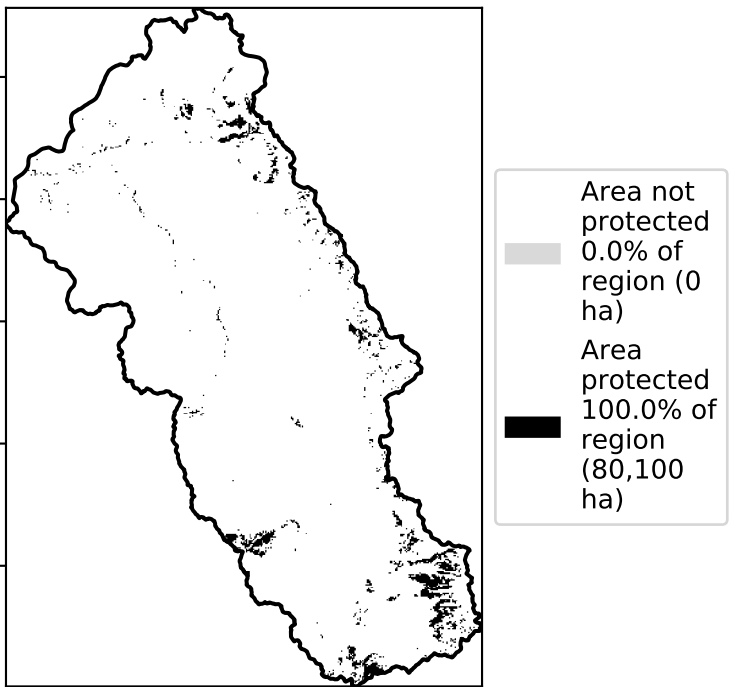 Area not
protected
0.0% of
region (0
ha)
Area
protected
100.0% of
region
(80,100
ha)